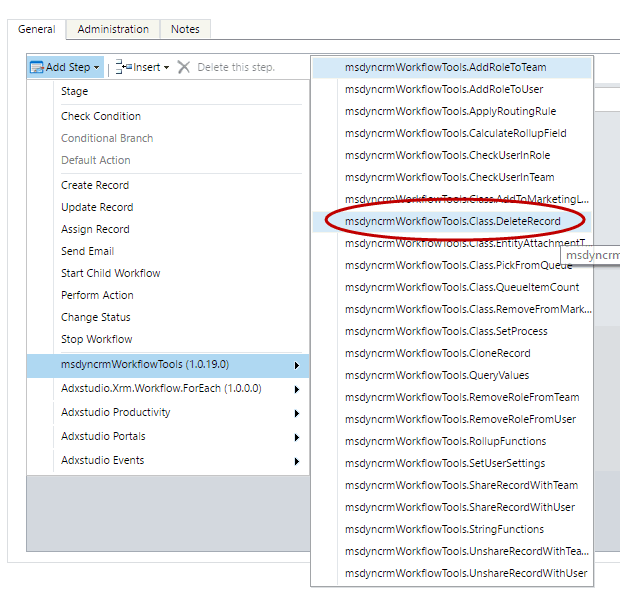 General
Administration
Notes
Add Step
Insert
Delete this step.
Stage
Check Condition
Conditional Branch
Default Action
Create Record
Update Record
Assign Record
Send Email
Start Child Workflow
Perform Action
Change Status
Stop Workflow
msdyncrmWorkflowTools (1.0.19.0)
Adxstudio.Xrm.Workflow.ForEach (1.0.0.0)
Adxstudio Productivity
Adxstudio Portals
Adxstudio Events
msdyncrmWorkflowTools.AddRoleToTeam
msdyncrmWorkflowTools.AddRoleToUser
msdyncrmWorkflowTools.ApplyRoutingRule
msdyncrmWorkflowTools.CalculateRollupField
msdyncrmWorkflowTools.CheckUserInRole
msdyncrmWorkflowTools.CheckUserInTeam
msdyncrmWorkflowTools.Class.AddToMarketingL...
msdyncrmWorkflowTools.Class.DeleteRecord
msdyncrmWorkflowTools.Class.EntityAttachmentT
msdyncrm
msdyncrmWorkflowTools.Class.PickFromQueue
msdyncrmWorkflowTools.Class.QueueItemCount
msdyncrmWorkflowTools.Class.RemoveFromMark...
msdyncrmWorkflowTools.Class.SetProcess
msdyncrmWorkflowTools.CloneRecord
msdyncrmWorkflowTools.QueryValues
msdyncrmWorkflowTools.RemoveRoleFromTeam
msdyncrmWorkflowTools.RemoveRoleFromUser
msdyncrmWorkflowTools.RollupFunctions
msdyncrmWorkflowTools.SetUserSettings
msdyncrmWorkflowTools.ShareRecordWithTeam
msdyncrmWorkflowTools.ShareRecordWithUser
msdyncrmWorkflowTools.StringFunctions
msdyncrmWorkflowTools.UnshareRecordWithTea...
msdyncrmWorkflowTools.UnshareRecordWithUser